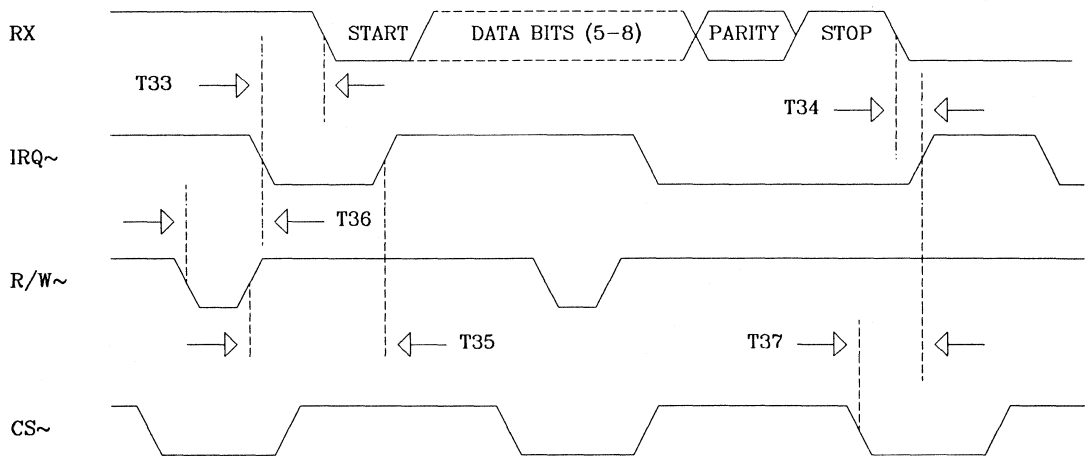 RX START DATA BITS (5-8) PARITY STOP
T33
T34
IRQ~
T36
R/W~
T35
T37
CS~